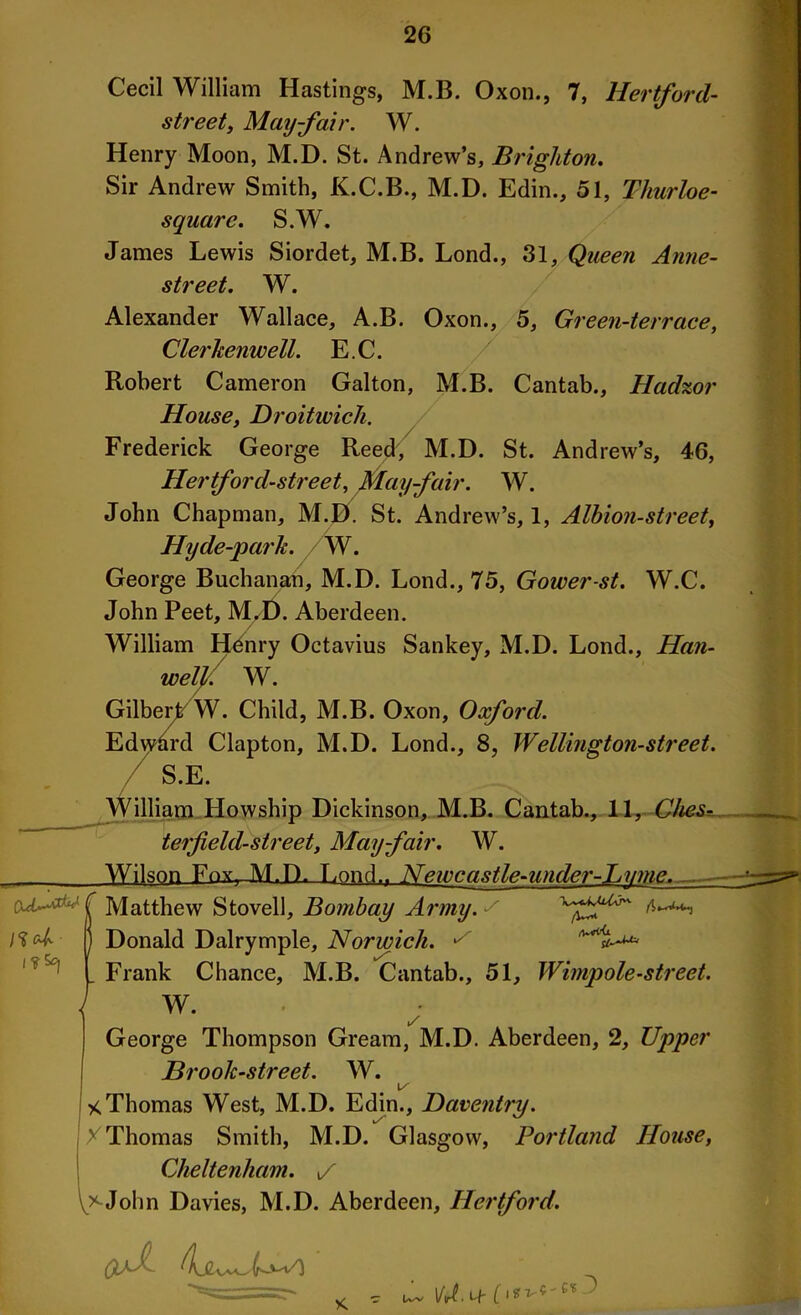 26
Cecil William Hastings, M.B. Oxon., 7, Hertford-
street, May-fair. W.
Henry Moon, M.D. St. Andrew's, Brighton.
Sir Andrew Smith, K.C.B., M.D. Edin., 51, Thurloe-
square. S.W.
James Lewis Siordet, M.B. Lond., 31, Queen Anne-
street. W.
Alexander Wallace, A.B. Oxon., 5, Green-terrace,
Clerkenwell. E.C.
Robert Cameron Galton, M.B. Cantab., Hadzor
House, Droitwich.
Frederick George Reed, M.D. St. Andrew's, 46,
Hertford-street, May-fair. W.
John Chapman, M.D. St. Andrew's, 1, Albion-street,
Hyde-park. W.
George Buchanan, M.D. Lond., 75, Gower-st. W.C.
John Peet, M.D. Aberdeen.
William Henry Octavius Sankey, M.D. Lond., Han-
well. W.
Gilbert W. Child, M.B. Oxon, Oxford.
Edward Clapton, M.D. Lond., 8, Wellington-street.
S.E.
William Howship Dickinson, M.B. Cantab., 11, Ches-
terfield-street, May-fair. W.
Wilson Fox, M.D. Lond., Newcastle-under-Lyme.
Matthew Stovell, Bombay Army.
Donald Dalrymple, Norwich.
1859
Frank Chance, M.B. Cantab., 51, Wimpole-street.
W.
George Thompson Gream, M.D. Aberdeen, 2, Upper
Brook-street. W.
x Thomas West, M.D. Edin., Daventry.
x Thomas Smith, M.D. Glasgow, Portland House,
Cheltenham.
x John Davies, M.D. Aberdeen, Hertford.